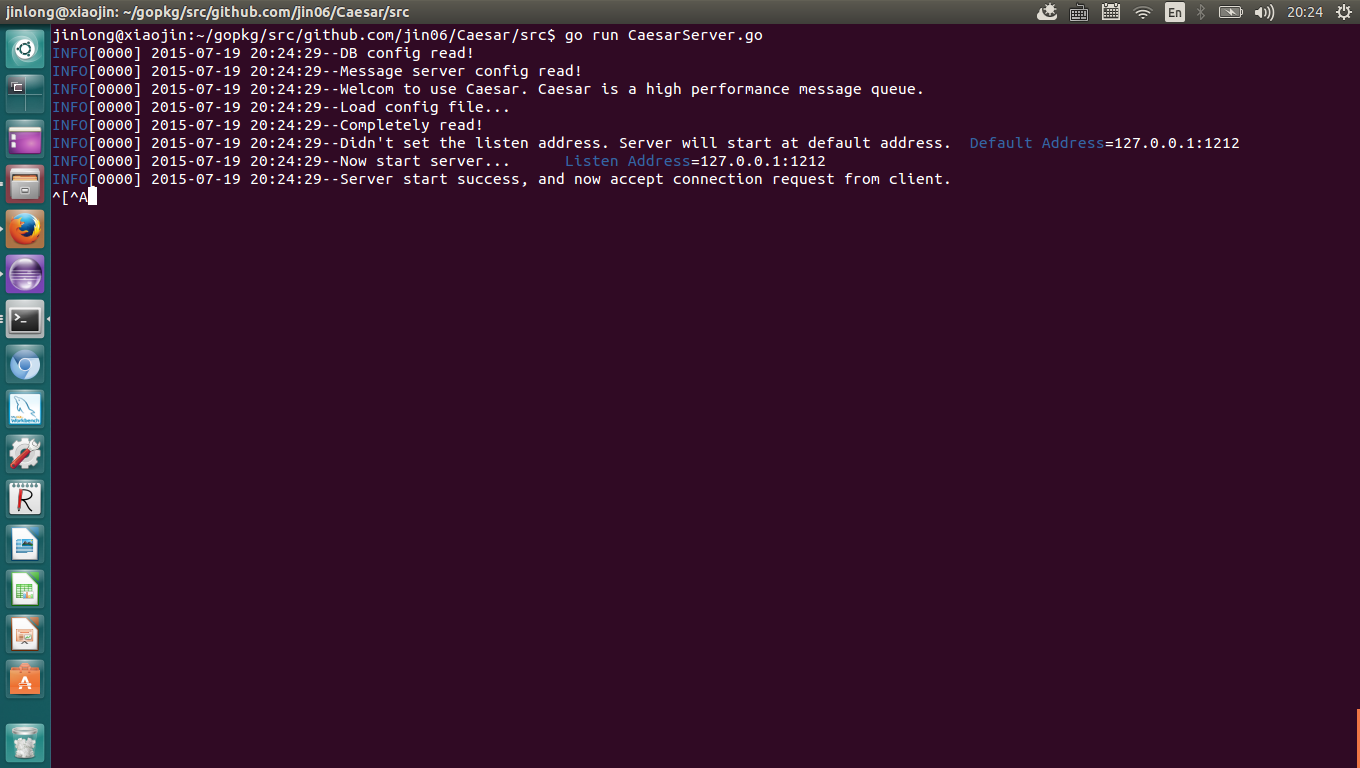 jinlong@xiaojin: ~/gopkg/src/github.com/jin06/Caesar/src
En
20:24
jinlong@xiaojin:~/gopkg/src/github.com/jin06/Caesar/src$ go run CaesarServer.go
INFO[0000] 2015-07-19 20:24:29--DB config read!
INFO[0000] 2015-07-19 20:24:29--Message server config read!
INFO[0000] 2015-07-19 20:24:29--Welcom to use Caesar. Caesar is a high performance message queue.
INFO[0000] 2015-07-19 20:24:29--Load config file...
INFO[0000] 2015-07-19 20:24:29--Completely read!
INFO[0000] 2015-07-19 20:24:29--Didn't set the listen address. Server will start at default address.  Default Address=127.0.0.1:1212
INFO[0000] 2015-07-19 20:24:29--Now start server...      Listen Address=127.0.0.1:1212
INFO[0000] 2015-07-19 20:24:29--Server start success, and now accept connection request from client.
^[^A
Workbench
R